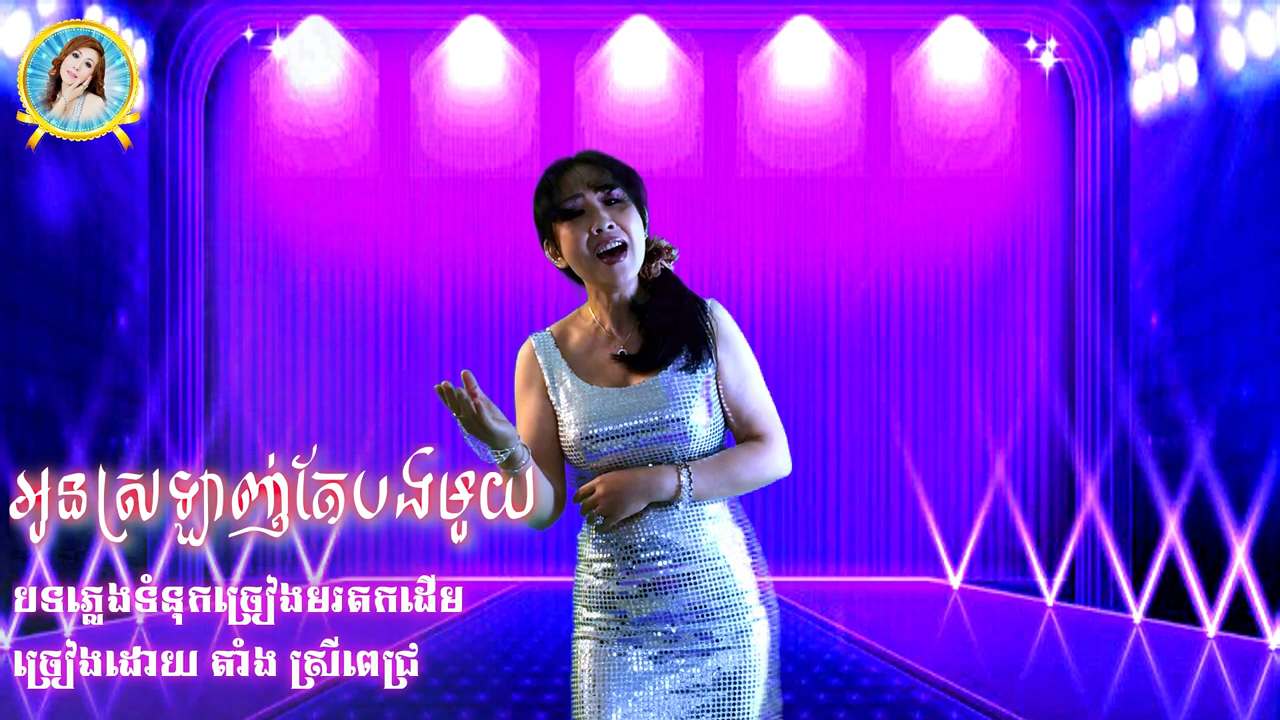 អូនស្រឡាញ់តែបងមួយ
បទភ្លេងទំនុកច្រៀងមរតកដើម
ច្រៀងដោយ តាំង ស្រីពេជ្រ